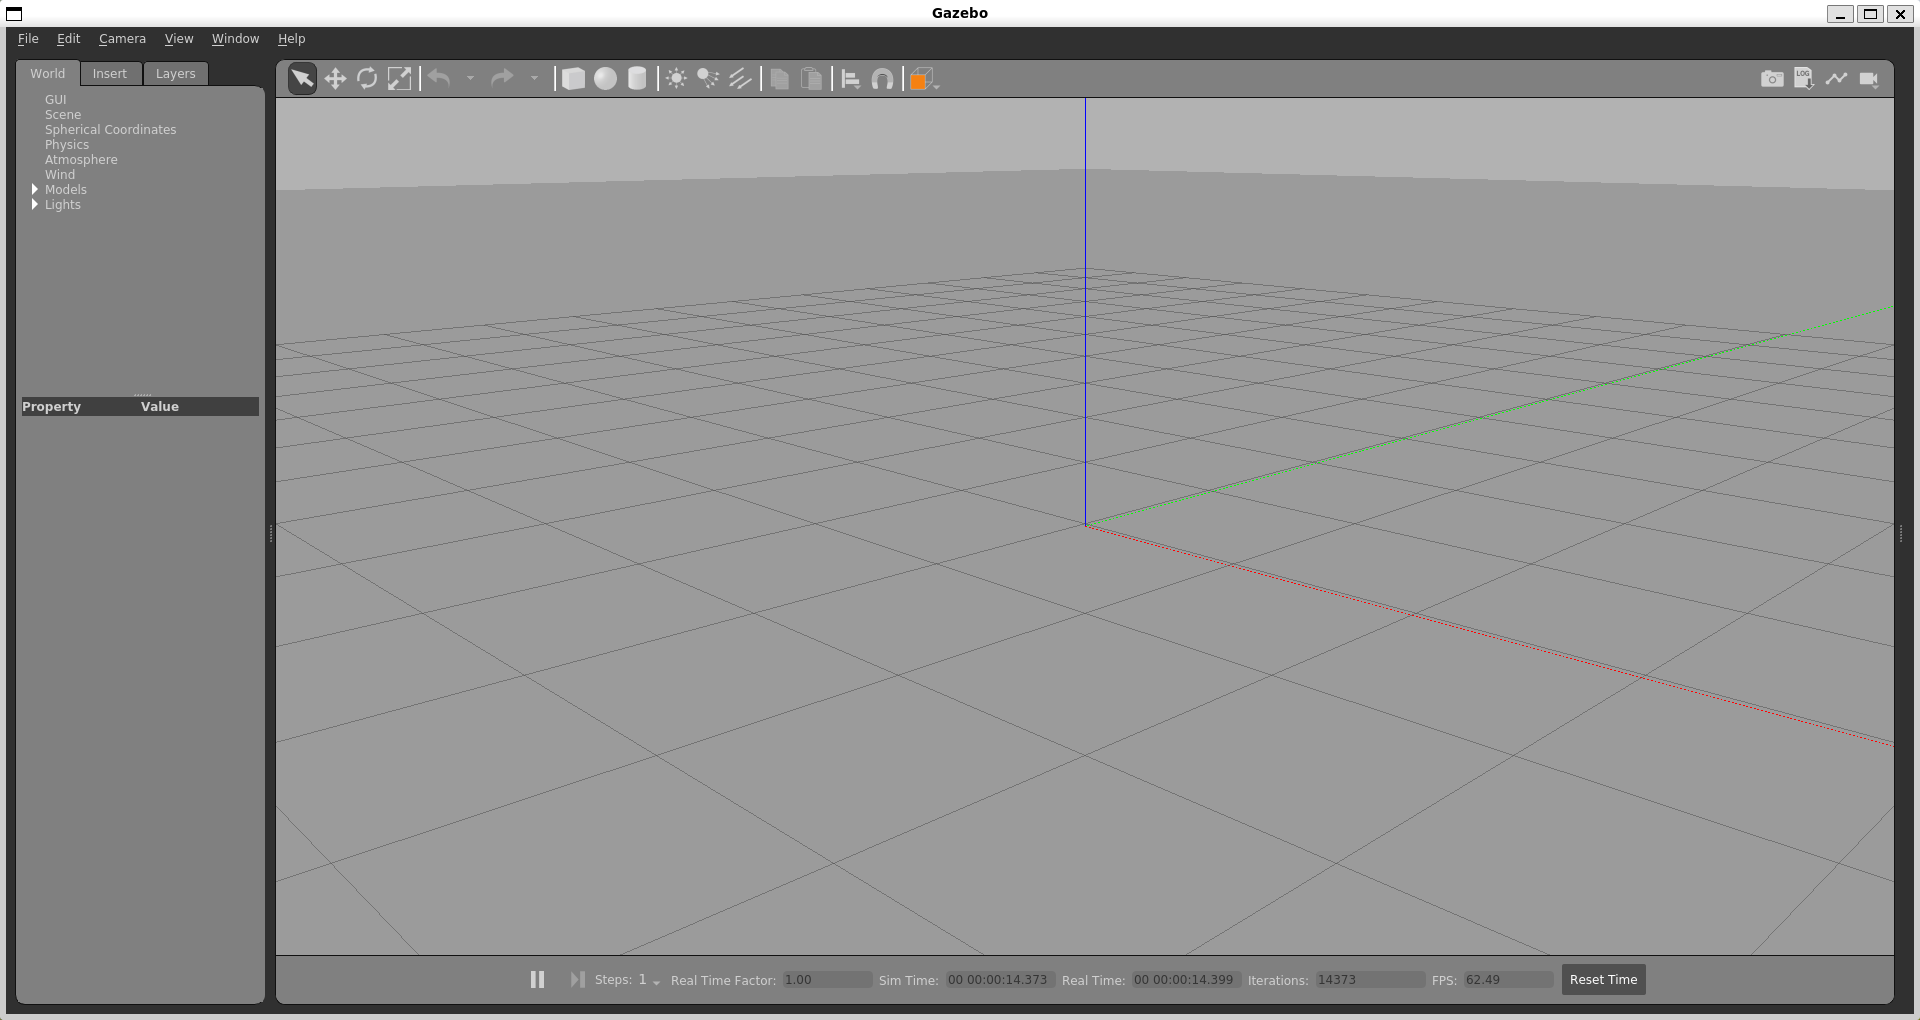 Gazebo
File Edit Camera View Window Help
World Insert Layers
LOG
GUI
Scene
Spherical Coordinates
Physics
Atmosphere
Wind
Models
Lights
Property Value
Steps: 1 Real Time Factor: 1.00 Sim Time: 00 00:00:14.373 Real Time: 00 00:00:14.399 Iterations: 14373 FPS: 62.49 Reset Time